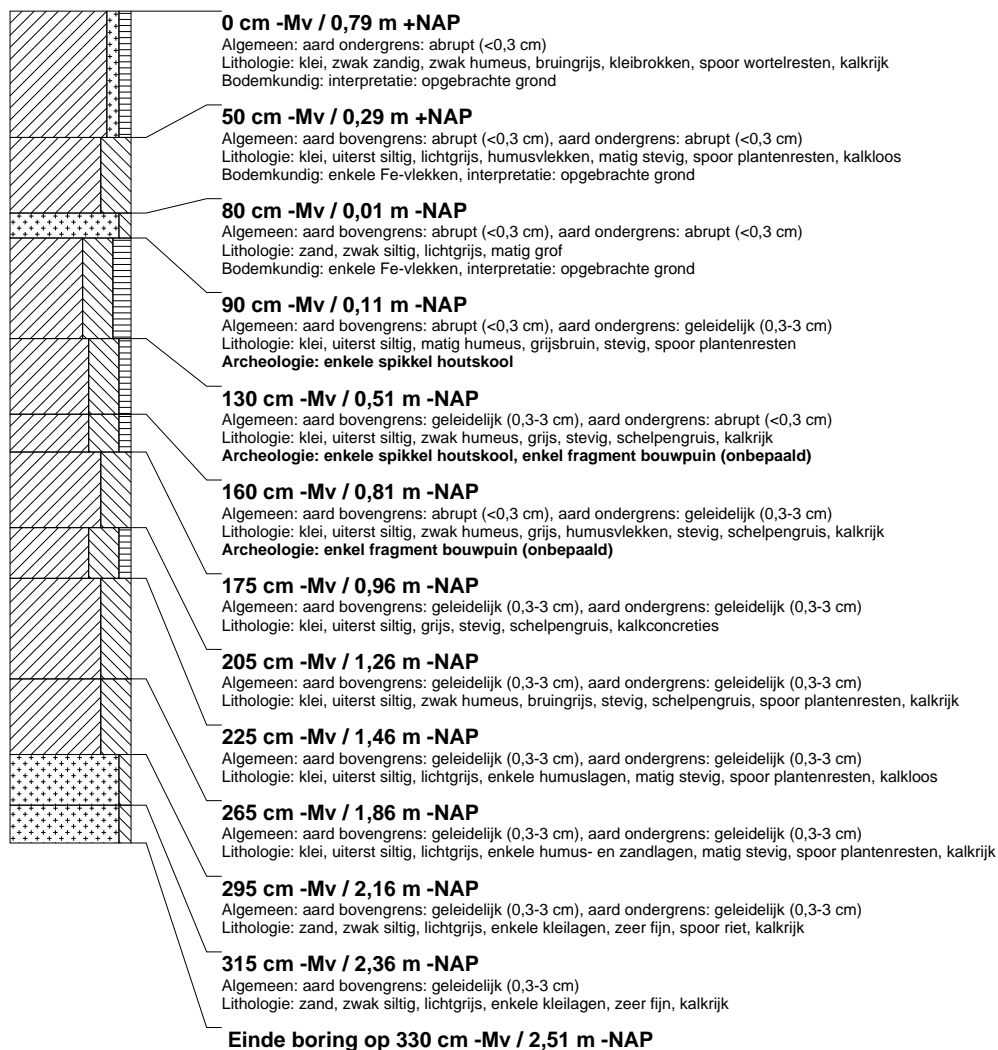 0 cm -Mv / 0,79 m +NAP
Algemeen: aard ondergrens: abrupt (<0,3 cm)
Lithologie: klei, zwak zandig, zwak humeus, bruingrijs, kleibrokken, spoor wortelresten, kalkrijk
Bodemkundig: interpretatie: opgebrachte grond
50 cm -Mv / 0,29 m +NAP
Algemeen: aard bovengrens: abrupt (<0,3 cm), aard ondergrens: abrupt (<0,3 cm)
Lithologie: klei, uiterst siltig, lichtgrijs, humusvlekken, matig stevig, spoor plantenresten, kalkloos
Bodemkundig: enkele Fe-vlekken, interpretatie: opgebrachte grond
80 cm -Mv / 0,01 m -NAP
Algemeen: aard bovengrens: abrupt (<0,3 cm), aard ondergrens: abrupt (<0,3 cm)
Lithologie: zand, zwak siltig, lichtgrijs, matig grof
Bodemkundig: enkele Fe-vlekken, interpretatie: opgebrachte grond
90 cm -Mv / 0,11 m -NAP
Algemeen: aard bovengrens: abrupt (<0,3 cm), aard ondergrens: geleidelijk (0,3-3 cm)
Lithologie: klei, uiterst siltig, matig humeus, grijsbruin, stevig, spoor plantenresten
Archeologie: enkele spikkel houtskool
130 cm -Mv / 0,51 m -NAP
Algemeen: aard bovengrens: geleidelijk (0,3-3 cm), aard ondergrens: abrupt (<0,3 cm)
Lithologie: klei, uiterst siltig, zwak humeus, grijs, stevig, schelpengruis, kalkrijk
Archeologie: enkele spikkel houtskool, enkel fragment bouwpuin (onbepaald)
160 cm -Mv / 0,81 m -NAP
Algemeen: aard bovengrens: abrupt (<0,3 cm), aard ondergrens: geleidelijk (0,3-3 cm)
Lithologie: klei, uiterst siltig, zwak humeus, grijs, humusvlekken, stevig, schelpengruis, kalkrijk
Archeologie: enkel fragment bouwpuin (onbepaald)
175 cm -Mv / 0,96 m -NAP
Algemeen: aard bovengrens: geleidelijk (0,3-3 cm), aard ondergrens: geleidelijk (0,3-3 cm)
Lithologie: klei, uiterst siltig, grijs, stevig, schelpengruis, kalkconcreties
205 cm -Mv / 1,26 m -NAP
Algemeen: aard bovengrens: geleidelijk (0,3-3 cm), aard ondergrens: geleidelijk (0,3-3 cm)
Lithologie: klei, uiterst siltig, zwak humeus, bruingrijs, stevig, schelpengruis, spoor plantenresten, kalkrijk
225 cm -Mv / 1,46 m -NAP
Algemeen: aard bovengrens: geleidelijk (0,3-3 cm), aard ondergrens: geleidelijk (0,3-3 cm)
Lithologie: klei, uiterst siltig, lichtgrijs, enkele humuslagen, matig stevig, spoor plantenresten, kalkloos
265 cm -Mv / 1,86 m -NAP
Algemeen: aard bovengrens: geleidelijk (0,3-3 cm), aard ondergrens: geleidelijk (0,3-3 cm)
Lithologie: klei, uiterst siltig, lichtgrijs, enkele humus- en zandlagen, matig stevig, spoor plantenresten, kalkrijk
295 cm -Mv / 2,16 m -NAP
Algemeen: aard bovengrens: geleidelijk (0,3-3 cm), aard ondergrens: geleidelijk (0,3-3 cm)
Lithologie: zand, zwak siltig, lichtgrijs, enkele kleilagen, zeer fijn, spoor riet, kalkrijk
315 cm -Mv / 2,36 m -NAP
Algemeen: aard bovengrens: geleidelijk (0,3-3 cm)
Lithologie: zand, zwak siltig, lichtgrijs, enkele kleilagen, zeer fijn, kalkrijk
Einde boring op 330 cm -Mv / 2,51 m -NAP